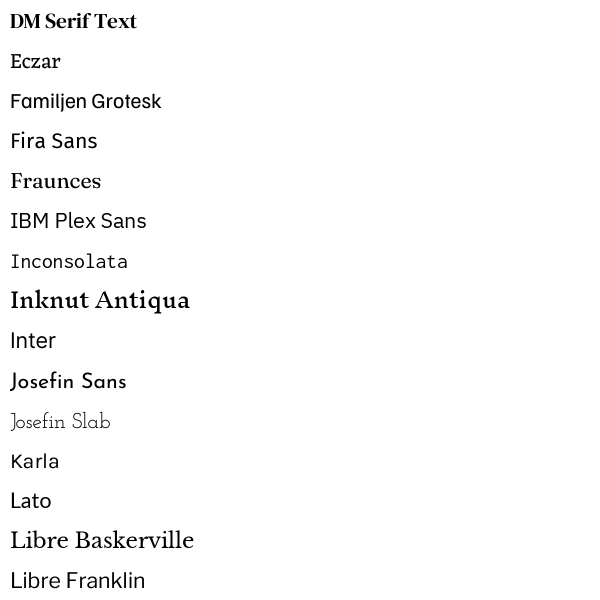 DM Serif Text
Eczar
Familjen Grotesk
Fira Sans
Fraunces
IBM Plex Sans
Inconsolata
Inknut Antiqua
Inter
Josefin Sans
Josefin Slab
Karla
Lato
Libre Baskerville
Libre Franklin